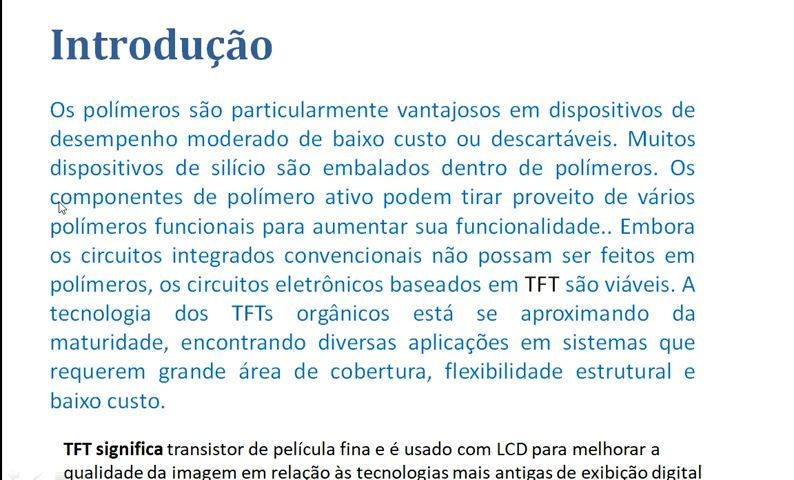 Introdução
Os polímeros são particularmente vantajosos em dispositivos de
desempenho moderado de baixo custo ou descartáveis. Muitos
dispositivos de silício são embalados dentro de polímeros. Os
componentes de polímero ativo podem tirar proveito de vários
polímeros funcionais para aumentar sua funcionalidade.. Embora
os circuitos integrados convencionais não possam ser feitos em
polímeros, os circuitos eletrônicos baseados em TFT são viáveis. A
tecnologia dos TFTs orgânicos está se aproximando da
maturidade, encontrando diversas aplicações em sistemas que
requerem grande área de cobertura, flexibilidade estrutural e
baixo custo.
TFT significa transistor de película fina e é usado com LCD para melhorar a
qualidade da imagem em relação às tecnologias mais antigas de exibição digital